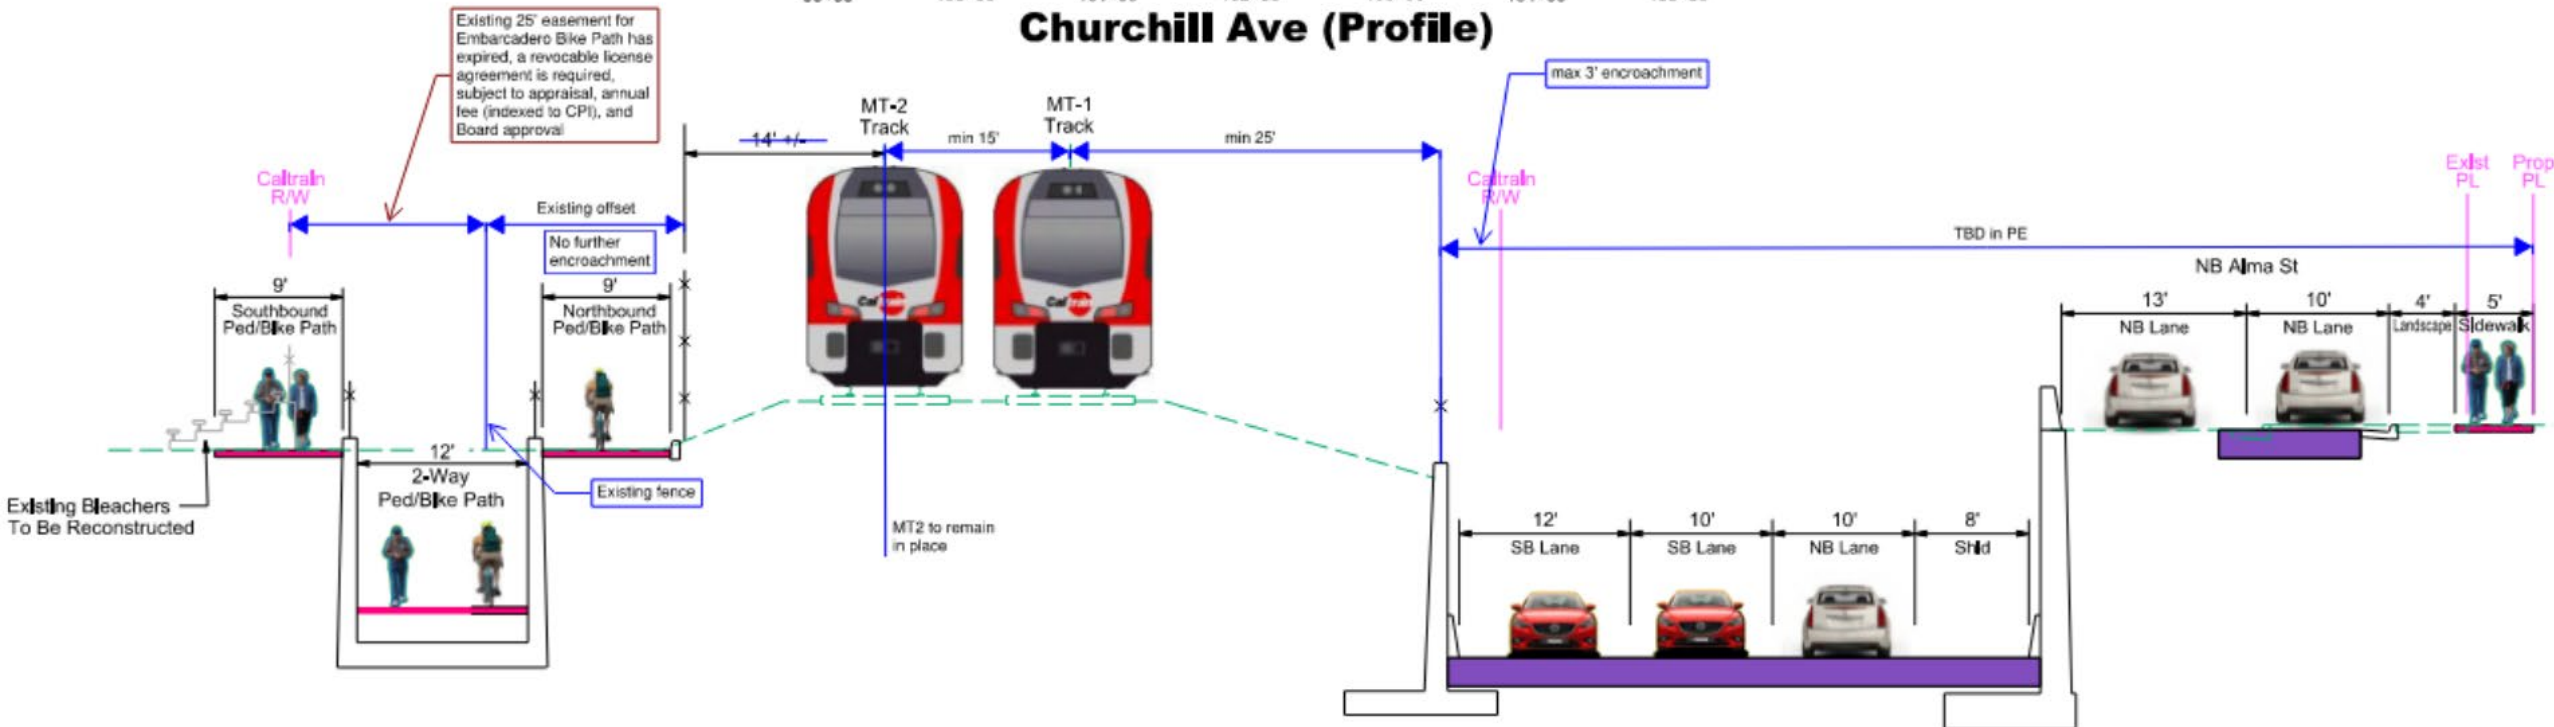 Churchill Ave (Profile)
Existing 25' easement for
Embarcadero Bike Path has
expired, a revocable license
agreement is required,
subject to appraisal, annual
fee (indexed to CPI), and
Board approval
max 3' encroachment
MT-2
Track
MT-1
Track
14' +/-
min 15'
min 25'
Caltrain
R/W
Existing offset
No further
encroachment
Caltrain
R/W
Exist
PL
Prop
PL
TBD in PE
NB Alma St
9'
Southbound
Ped/Bike Path
9'
Northbound
Ped/Bike Path
Caltrain
Caltrain
13'
NB Lane
10'
NB Lane
4'
Landscape
5'
Sidewalk
12'
2-Way
Ped/Bike Path
Existing fence
Existing Bleachers
To Be Reconstructed
MT2 to remain
in place
12'
SB Lane
10'
SB Lane
10'
NB Lane
8'
Shld